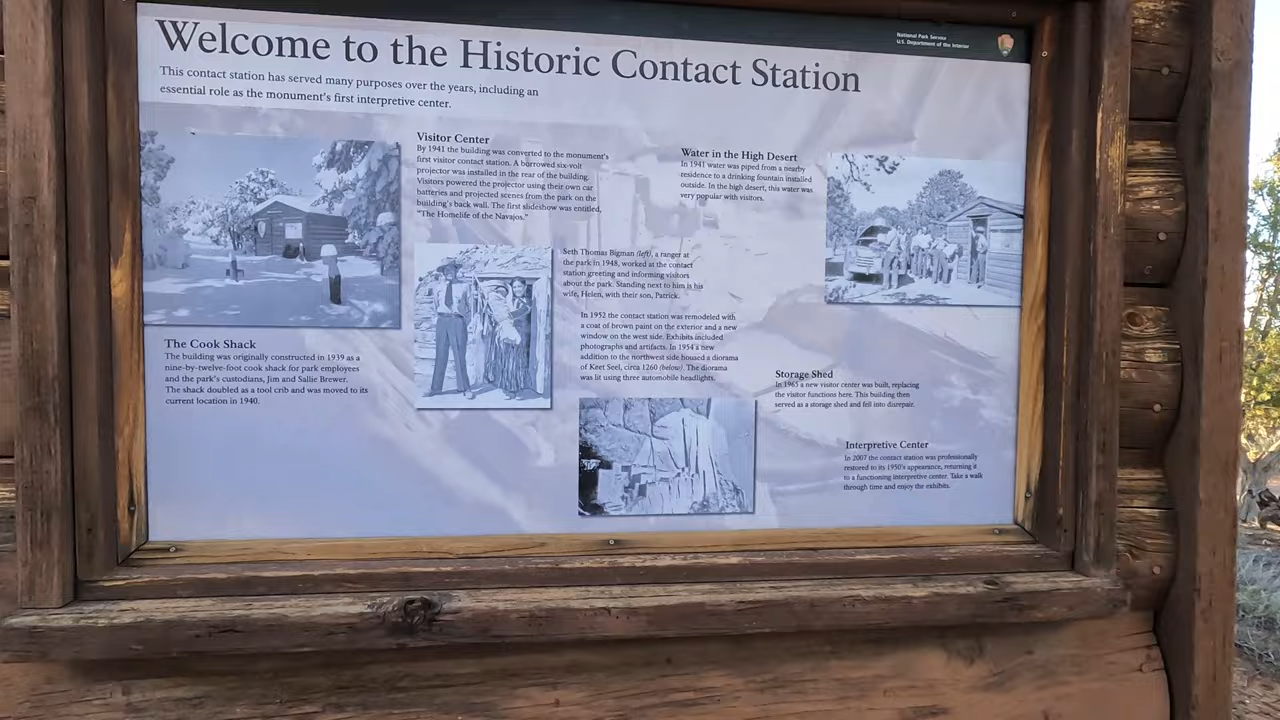 National Park Service
U.S. Department of the Interior
Welcome to the Historic Contact Station
This contact station has served many purposes over the years, including an
essential role as the monument's first interpretive center.
The Cook Shack
The building was originally constructed in 1939 as a
nine-by-twelve-foot cook shack for park employees
and the park's custodians, Jim and Sallie Brewer.
The shack doubled as a tool crib and was moved to its
current location in 1940.
Visitor Center
By 1941 the building was converted to the monument's
first visitor contact station. A borrowed six-volt
projector was installed in the rear of the building.
Visitors powered the projector using their own car
batteries and projected scenes from the park on the
building's back wall. The first slideshow was entitled,
"The Homelife of the Navajos."
Seth Thomas Bigman (left), a ranger at
the park in 1948, worked at the contact
station greeting and informing visitors
about the park. Standing next to him is his
wife, Helen, with their son, Patrick.
In 1952 the contact station was remodeled with
a coat of brown paint on the exterior and a new
window on the west side. Exhibits included
photographs and artifacts. In 1954 a new
addition to the northwest side housed a diorama
of Keet Seel, circa 1260 (below). The diorama
was lit using three automobile headlights.
Water in the High Desert
In 1941 water was piped from a nearby
residence to a drinking fountain installed
outside. In the high desert, this water was
very popular with visitors.
Storage Shed
In 1965 a new visitor center was built, replacing
the visitor functions here. This building then
served as a storage shed and fell into disrepair.
Interpretive Center
In 2007 the contact station was professionally
restored to its 1950's appearance, returning it
to a functioning interpretive center. Take a walk
through time and enjoy the exhibits.